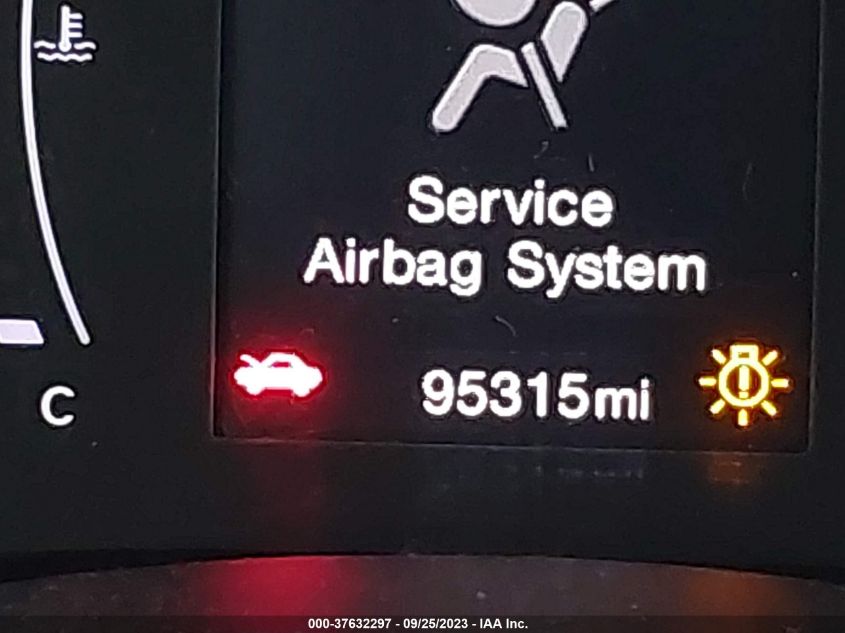 Service
Airbag System
95315mi
C
000-37632297 - 09/25/2023 - IAA Inc.